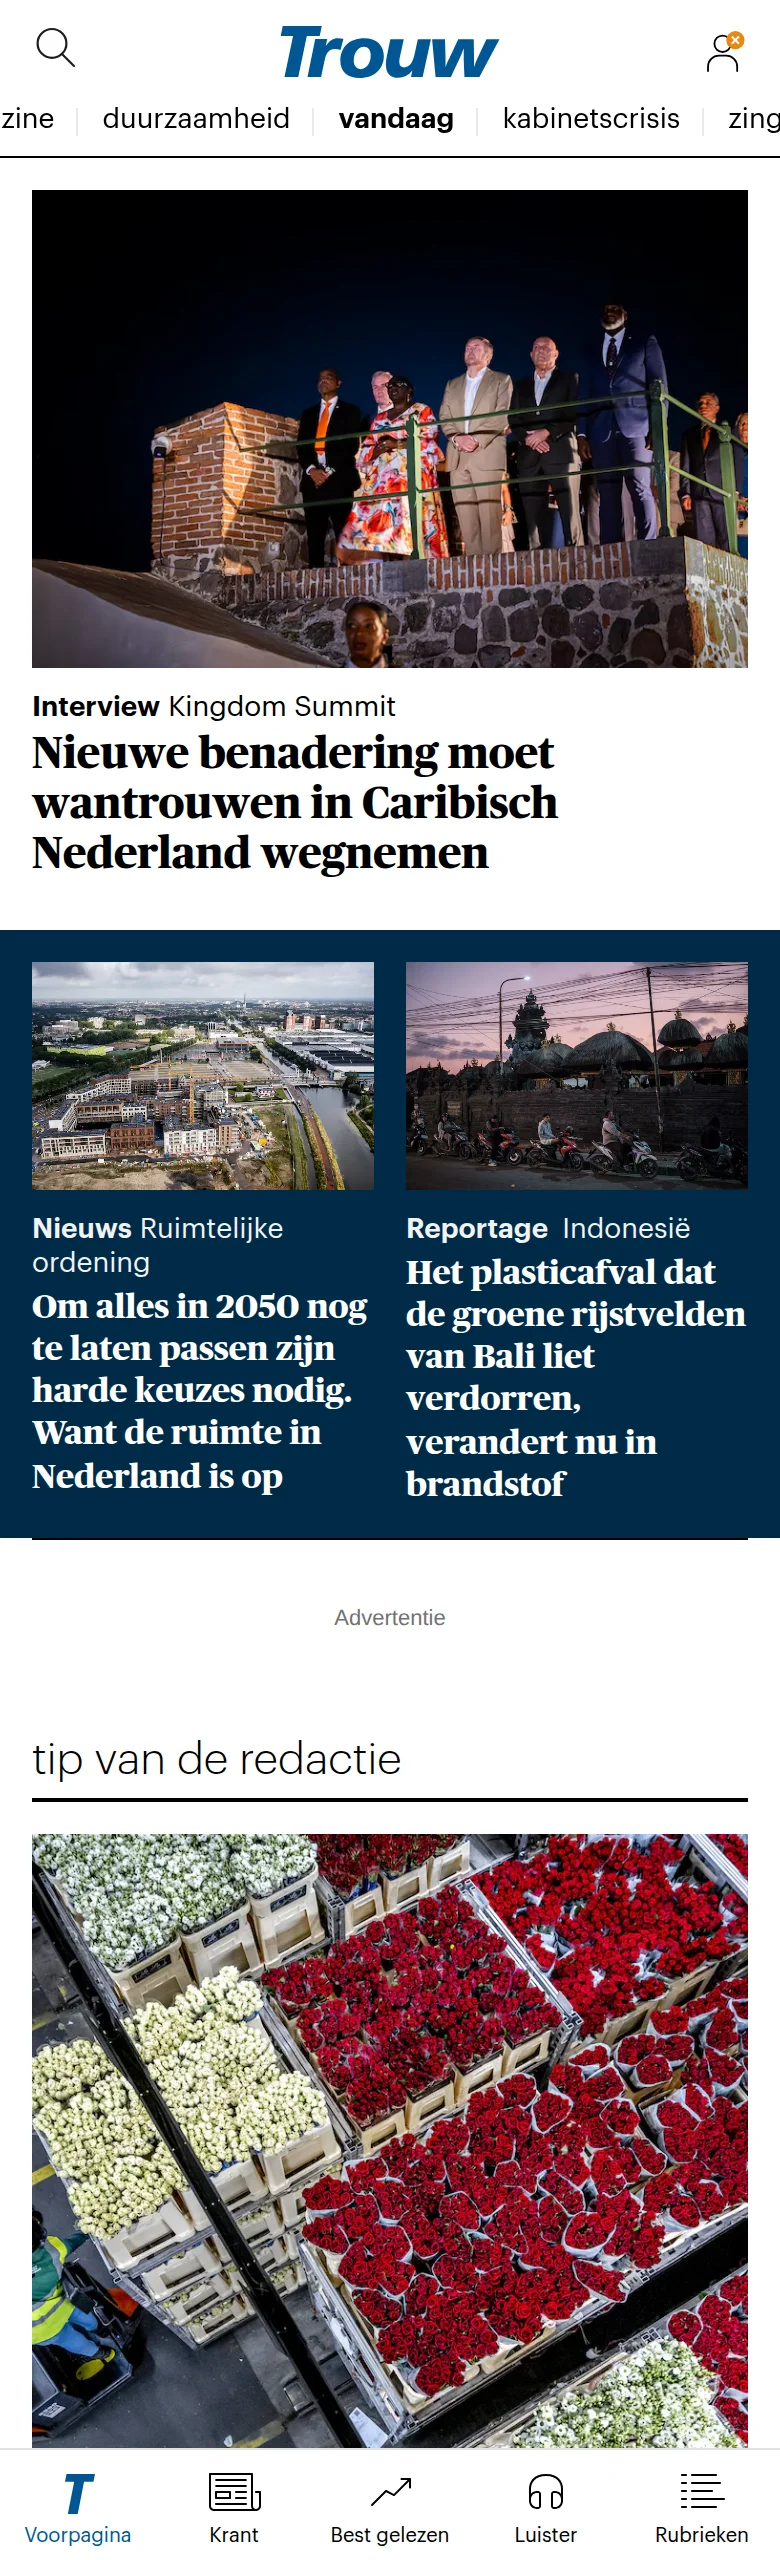 Trouw
zine
duurzaamheid
vandaag
kabinetscrisis
zing
Interview Kingdom Summit
Nieuwe benadering moet
wantrouwen in Caribisch
Nederland wegnemen
Nieuws Ruimtelijke
ordening
Om alles in 2050 nog
te laten passen zijn
harde keuzes nodig.
Want de ruimte in
Nederland is op
Reportage Indonesië
Het plasticafval dat
de groene rijstvelden
van Bali liet
verdorren,
verandert nu in
brandstof
Advertentie
tip van de redactie
T
Voorpagina
Krant
Best gelezen
Luister
Rubrieken